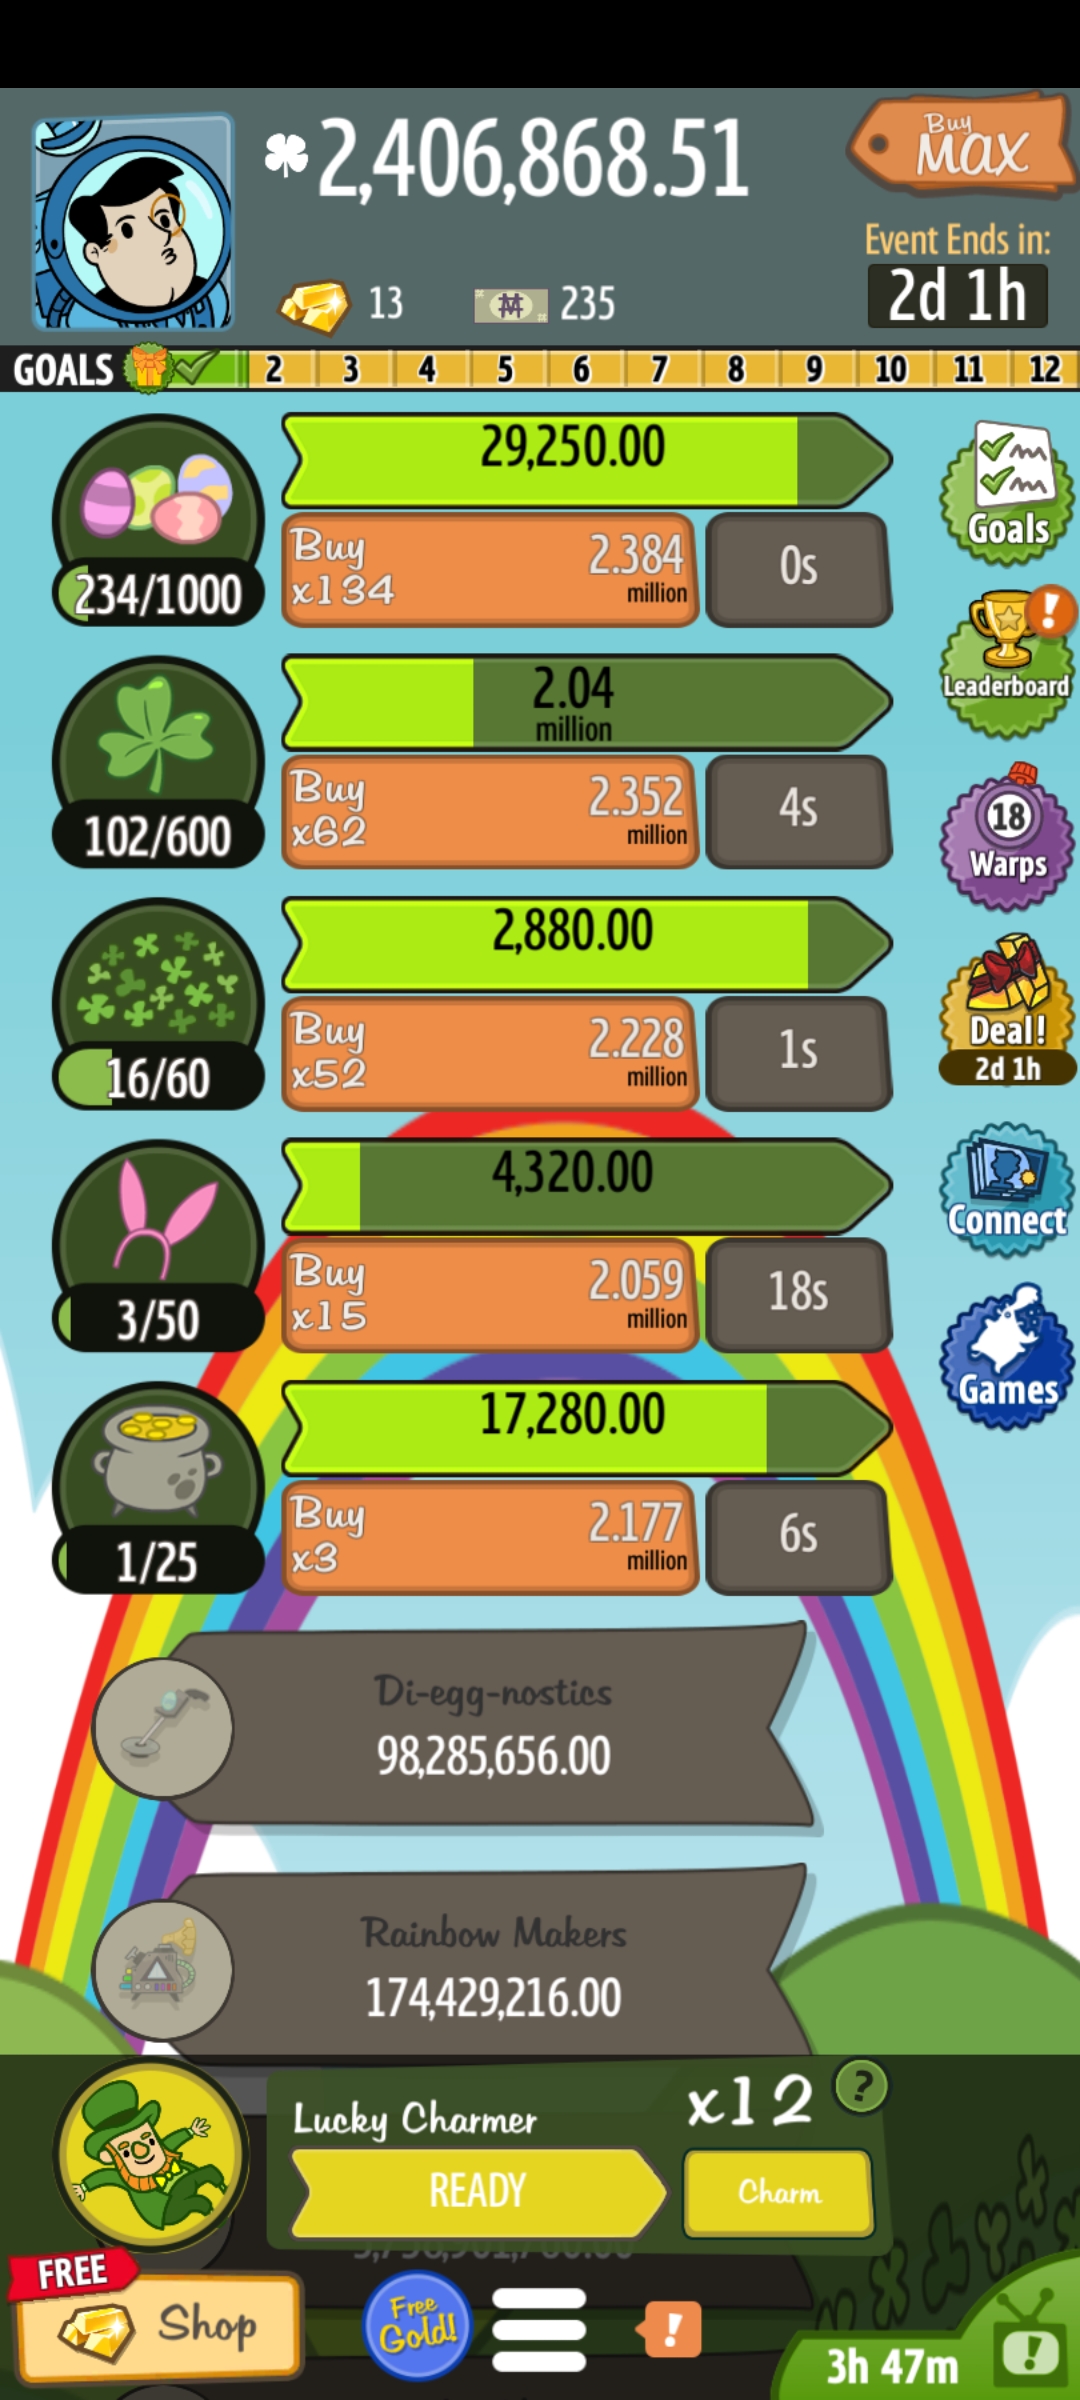 2,406,868.51
Buy
MAX
Event Ends in:
2d 1h
13
235
GOALS 2 3 4 5 6 7 8 9 10 11 12
29,250.00
Buy
x134
2.384
million
0s
234/1000
Goals
2.04
million
Buy
x62
2.352
million
4s
102/600
!
Leaderboard
18
Warps
2,880.00
Buy
x52
2.228
million
1s
16/60
Deal!
2d 1h
4,320.00
Buy
x15
2.059
million
18s
3/50
Connect
17,280.00
Buy
x3
2.177
million
6s
1/25
Games
Di-egg-nostics
98,285,656.00
Rainbow Makers
174,429,216.00
Lucky Charmer
x12
?
READY
Charm
FREE
Shop
Free
Gold!
!
3h 47m
!